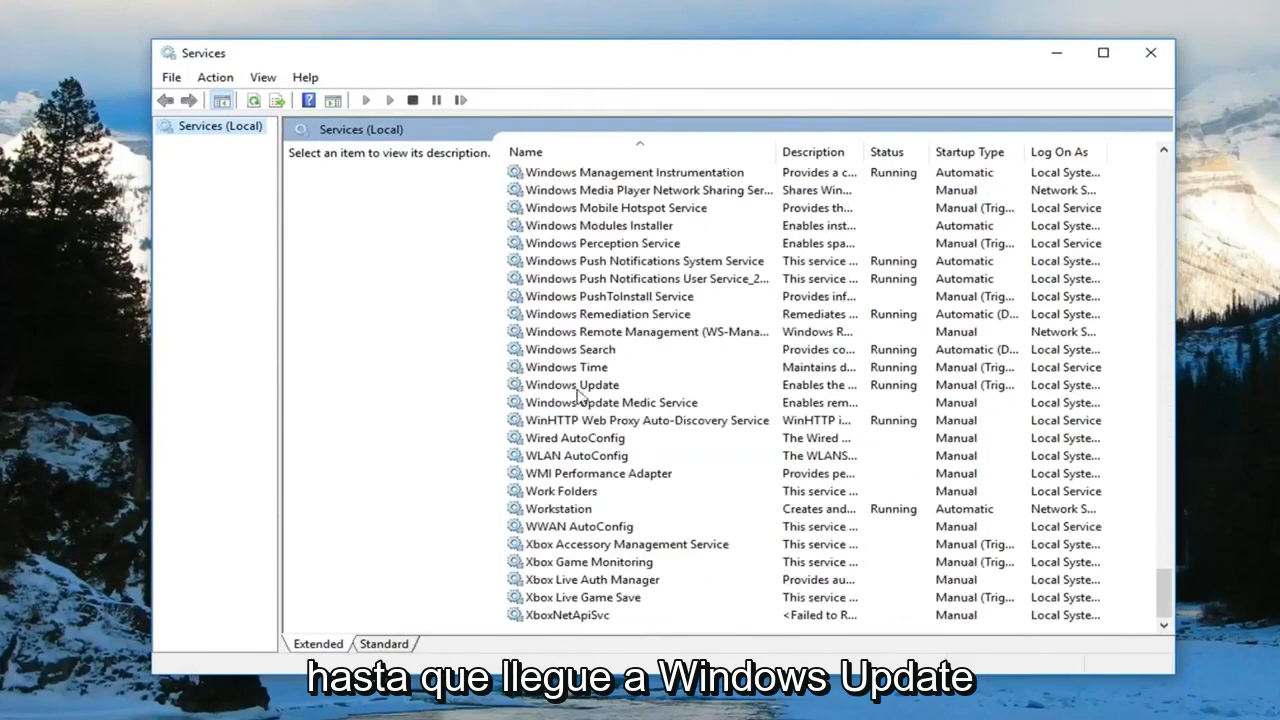 Services
File Action View Help
Services (Local)
Services (Local)
Select an item to view its description.
Name Description Status Startup Type Log On As
Windows Management Instrumentation Provides a c... Running Automatic Local Syste...
Windows Media Player Network Sharing Ser... Shares Win... Manual Network S...
Windows Mobile Hotspot Service Provides th... Manual (Trig... Local Service
Windows Modules Installer Enables inst... Automatic Local Syste...
Windows Perception Service Enables spa... Manual (Trig... Local Service
Windows Push Notifications System Service This service ... Running Automatic Local Syste...
Windows Push Notifications User Service_2... This service ... Running Automatic Local Syste...
Windows PushToInstall Service Provides inf... Manual (Trig... Local Syste...
Windows Remediation Service Remediates ... Running Automatic (D... Local Syste...
Windows Remote Management (WS-Mana... Windows R... Manual Network S...
Windows Search Provides co... Running Automatic (D... Local Syste...
Windows Time Maintains d... Running Manual (Trig... Local Service
Windows Update Enables the ... Running Manual (Trig... Local Syste...
Windows Update Medic Service Enables rem... Manual Local Syste...
WinHTTP Web Proxy Auto-Discovery Service WinHTTP i... Running Manual Local Service
Wired AutoConfig The Wired ... Manual Local Syste...
WLAN AutoConfig The WLANS... Manual Local Syste...
WMI Performance Adapter Provides pe... Manual Local Syste...
Work Folders This service ... Manual Local Service
Workstation Creates and... Running Automatic Network S...
WWAN AutoConfig This service ... Manual Local Service
Xbox Accessory Management Service This service ... Manual (Trig... Local Syste...
Xbox Game Monitoring This service ... Manual (Trig... Local Syste...
Xbox Live Auth Manager Provides au... Manual Local Syste...
Xbox Live Game Save This service ... Manual (Trig... Local Syste...
XboxNetApiSvc <Failed to R... Manual Local Syste...
Extended Standard
hasta que llegue a Windows Update